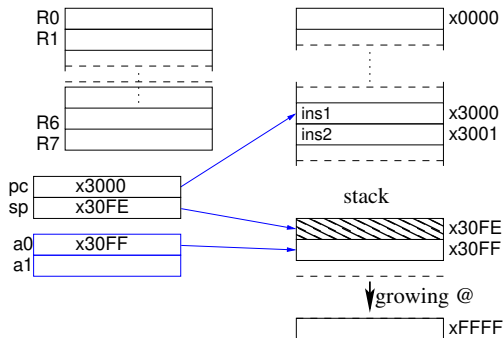 R0
R1
R6
R7
pc x3000
sp x30FE
a0 x30FF
a1
x0000
ins1 x3000
ins2 x3001
stack
x30FE
x30FF
growing @
xFFFF